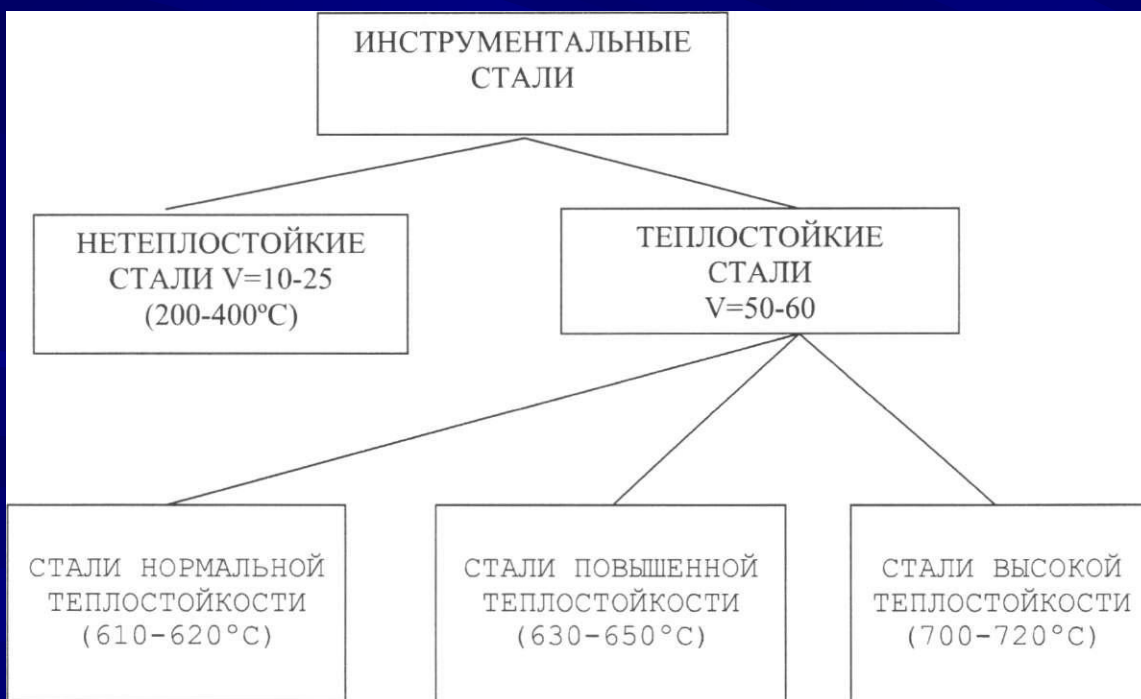 ИНСТРУМЕНТАЛЬНЫЕ
СТАЛИ
НЕТЕПЛОСТОЙКИЕ
СТАЛИ V=10-25
(200-400ºC)
ТЕПЛОСТОЙКИЕ
СТАЛИ
V=50-60
СТАЛИ НОРМАЛЬНОЙ
ТЕПЛОСТОЙКОСТИ
(610-620°C)
СТАЛИ ПОВЫШЕННОЙ
ТЕПЛОСТОЙКОСТИ
(630-650°C)
СТАЛИ ВЫСОКОЙ
ТЕПЛОСТОЙКОСТИ
(700-720°C)